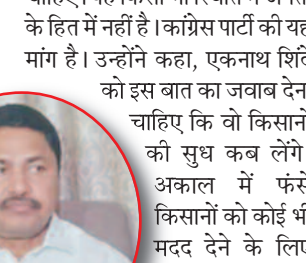 के हित में नहीं है। कांग्रेस पार्टी की यह
मांग है। उन्होंने कहा, एकनाथ शिंदे
को इस बात का जवाब देन
चाहिए कि वो किसानों
की सुध कब लेंगे
अकाल में फंसे
किसानों को कोई भी
मदद देने के लिए